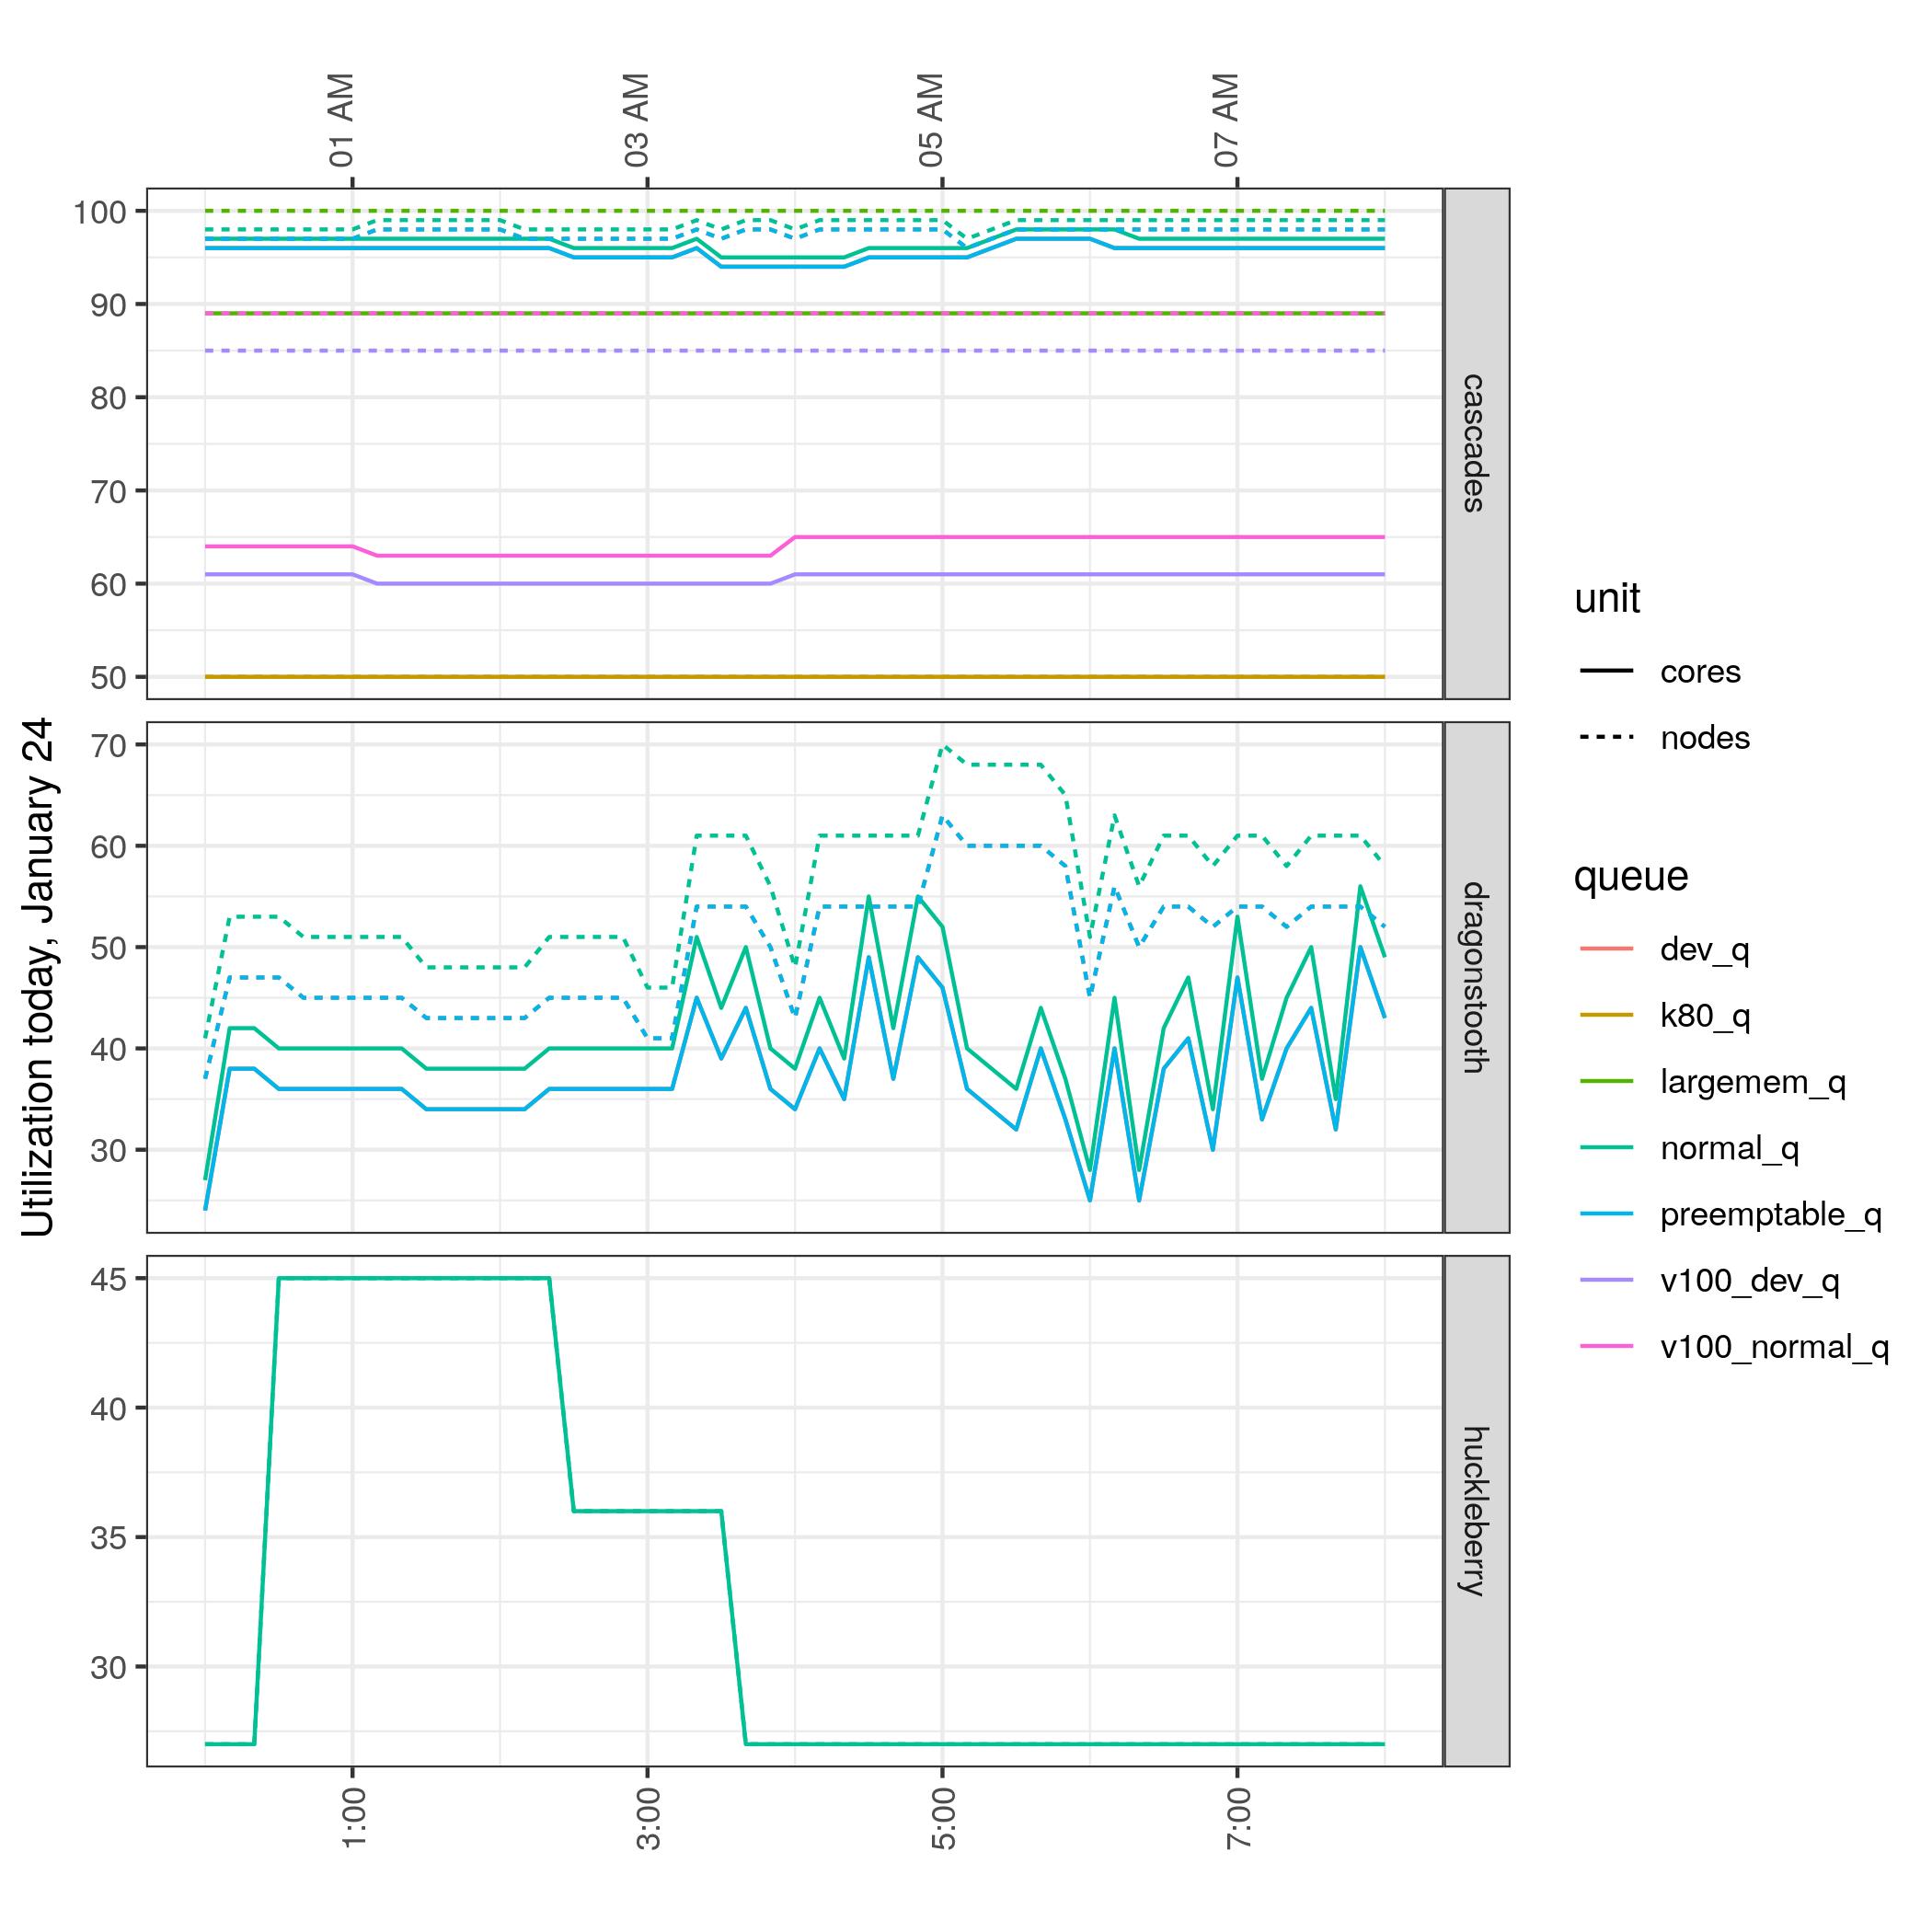 01 AM
03 AM
05 AM
07 AM
Utilization today, January 24
100
90
80
70
60
50
cascades
70
60
50
40
30
dragonstooth
45
40
35
30
huckleberry
1:00
3:00
5:00
7:00
unit
cores
nodes
queue
dev_q
k80_q
largemem_q
normal_q
preemptable_q
v100_dev_q
v100_normal_q